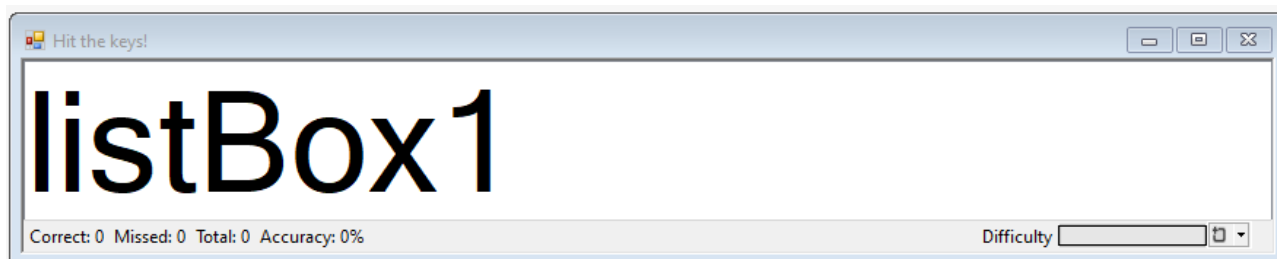 Hit the keys!
listBox1
Correct: 0 Missed: 0 Total: 0 Accuracy: 0% Difficulty